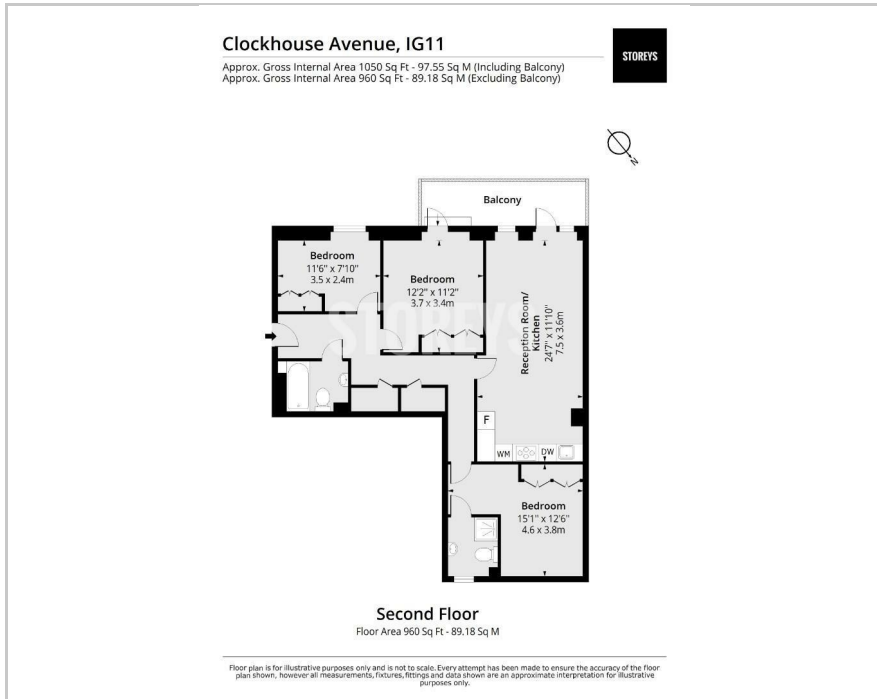 Clockhouse Avenue, IG11
Approx. Gross Internal Area 1050 Sq Ft - 97.55 Sq M (Including Balcony)
Approx. Gross Internal Area 960 Sq Ft - 89.18 Sq M (Excluding Balcony)
STOREYS
N
Balcony
Bedroom
11'6" x 7'10"
3.5 x 2.4m
Bedroom
12'2" x 11'2"
3.7 x 3.4m
Reception Room/
Kitchen
24'7" x 11'10"
7.5 x 3.6m
STOREYS
F
WM
DW
Bedroom
15'1" x 12'6"
4.6 x 3.8m
Second Floor
Floor Area 960 Sq Ft - 89.18 Sq M
Floor plan is for illustrative purposes only and is not to scale. Every attempt has been made to ensure the accuracy of the floor
plan shown, however all measurements, fixtures, fittings and data shown are an approximate interpretation for illustrative
purposes only.